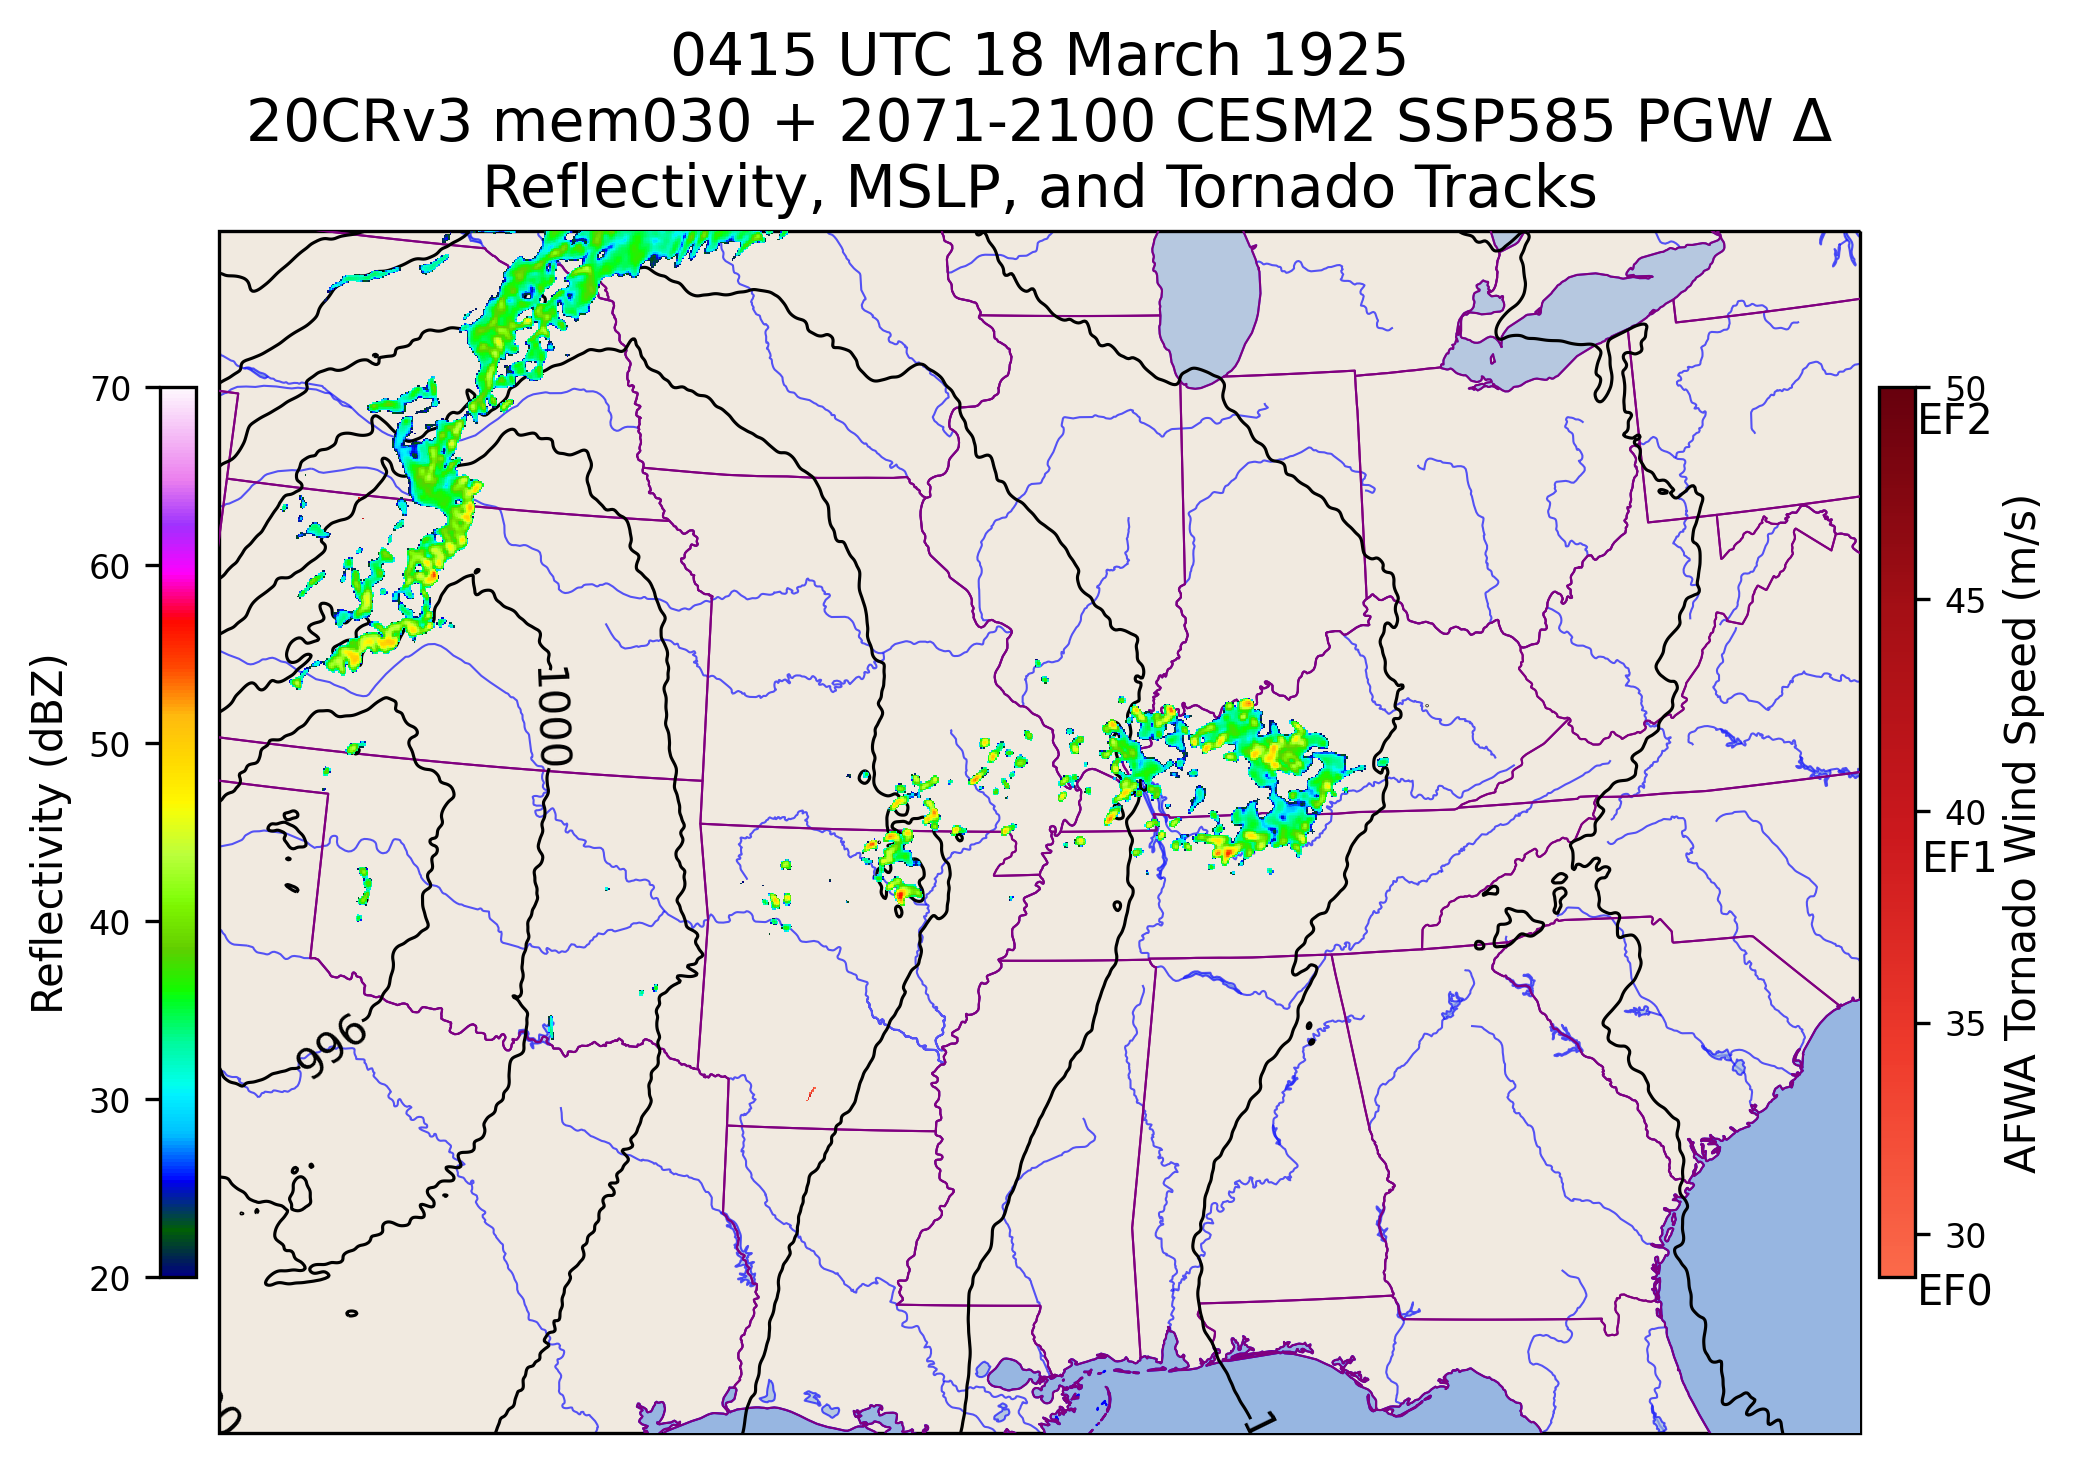 0415 UTC 18 March 1925
20CRv3 mem030 + 2071-2100 CESM2 SSP585 PGW Δ
Reflectivity, MSLP, and Tornado Tracks
Reflectivity (dBZ)
70
60
50
40
30
20
1000
996
AFWA Tornado Wind Speed (m/s)
50
EF2
45
40
EF1
35
30
EF0